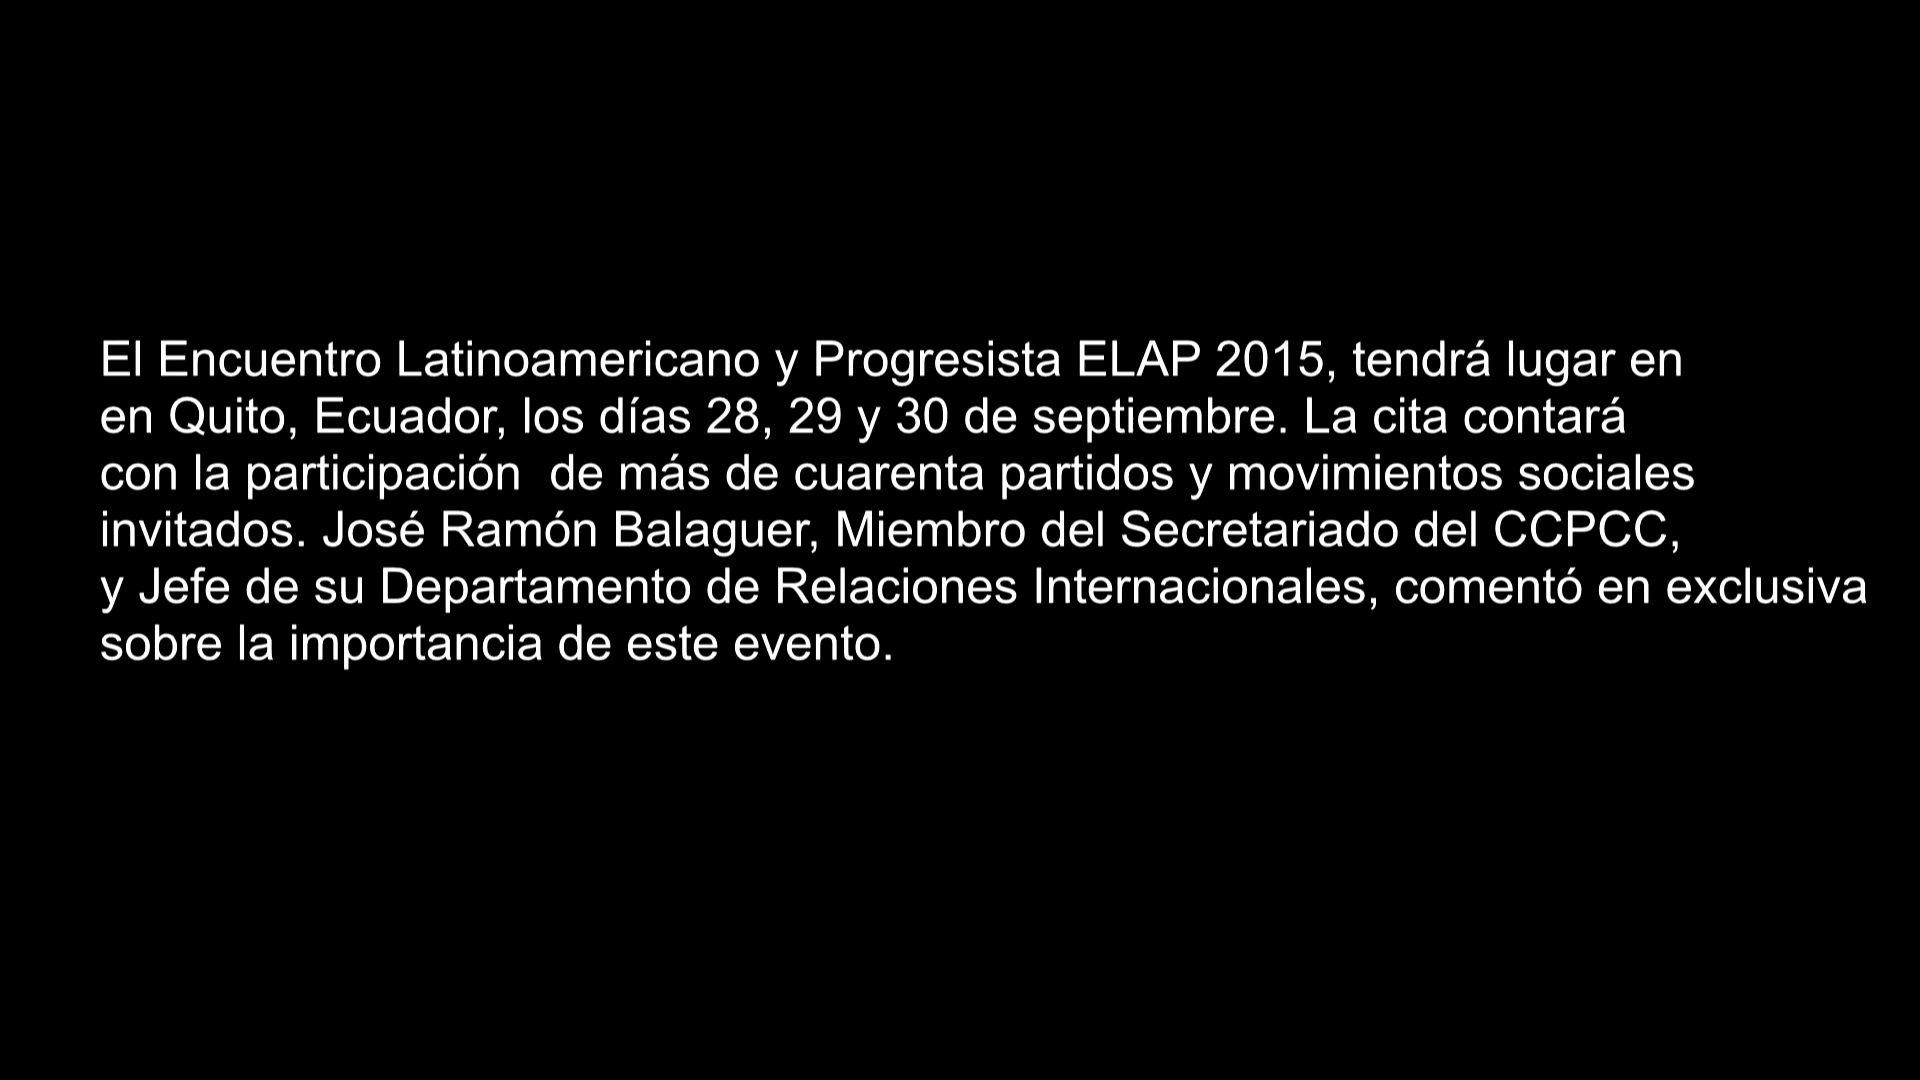 El Encuentro Latinoamericano y Progresista ELAP 2015, tendrá lugar en
en Quito, Ecuador, los días 28, 29 y 30 de septiembre. La cita contará
con la participación  de más de cuarenta partidos y movimientos sociales
invitados. José Ramón Balaguer, Miembro del Secretariado del CCPCC,
y Jefe de su Departamento de Relaciones Internacionales, comentó en exclusiva
sobre la importancia de este evento.